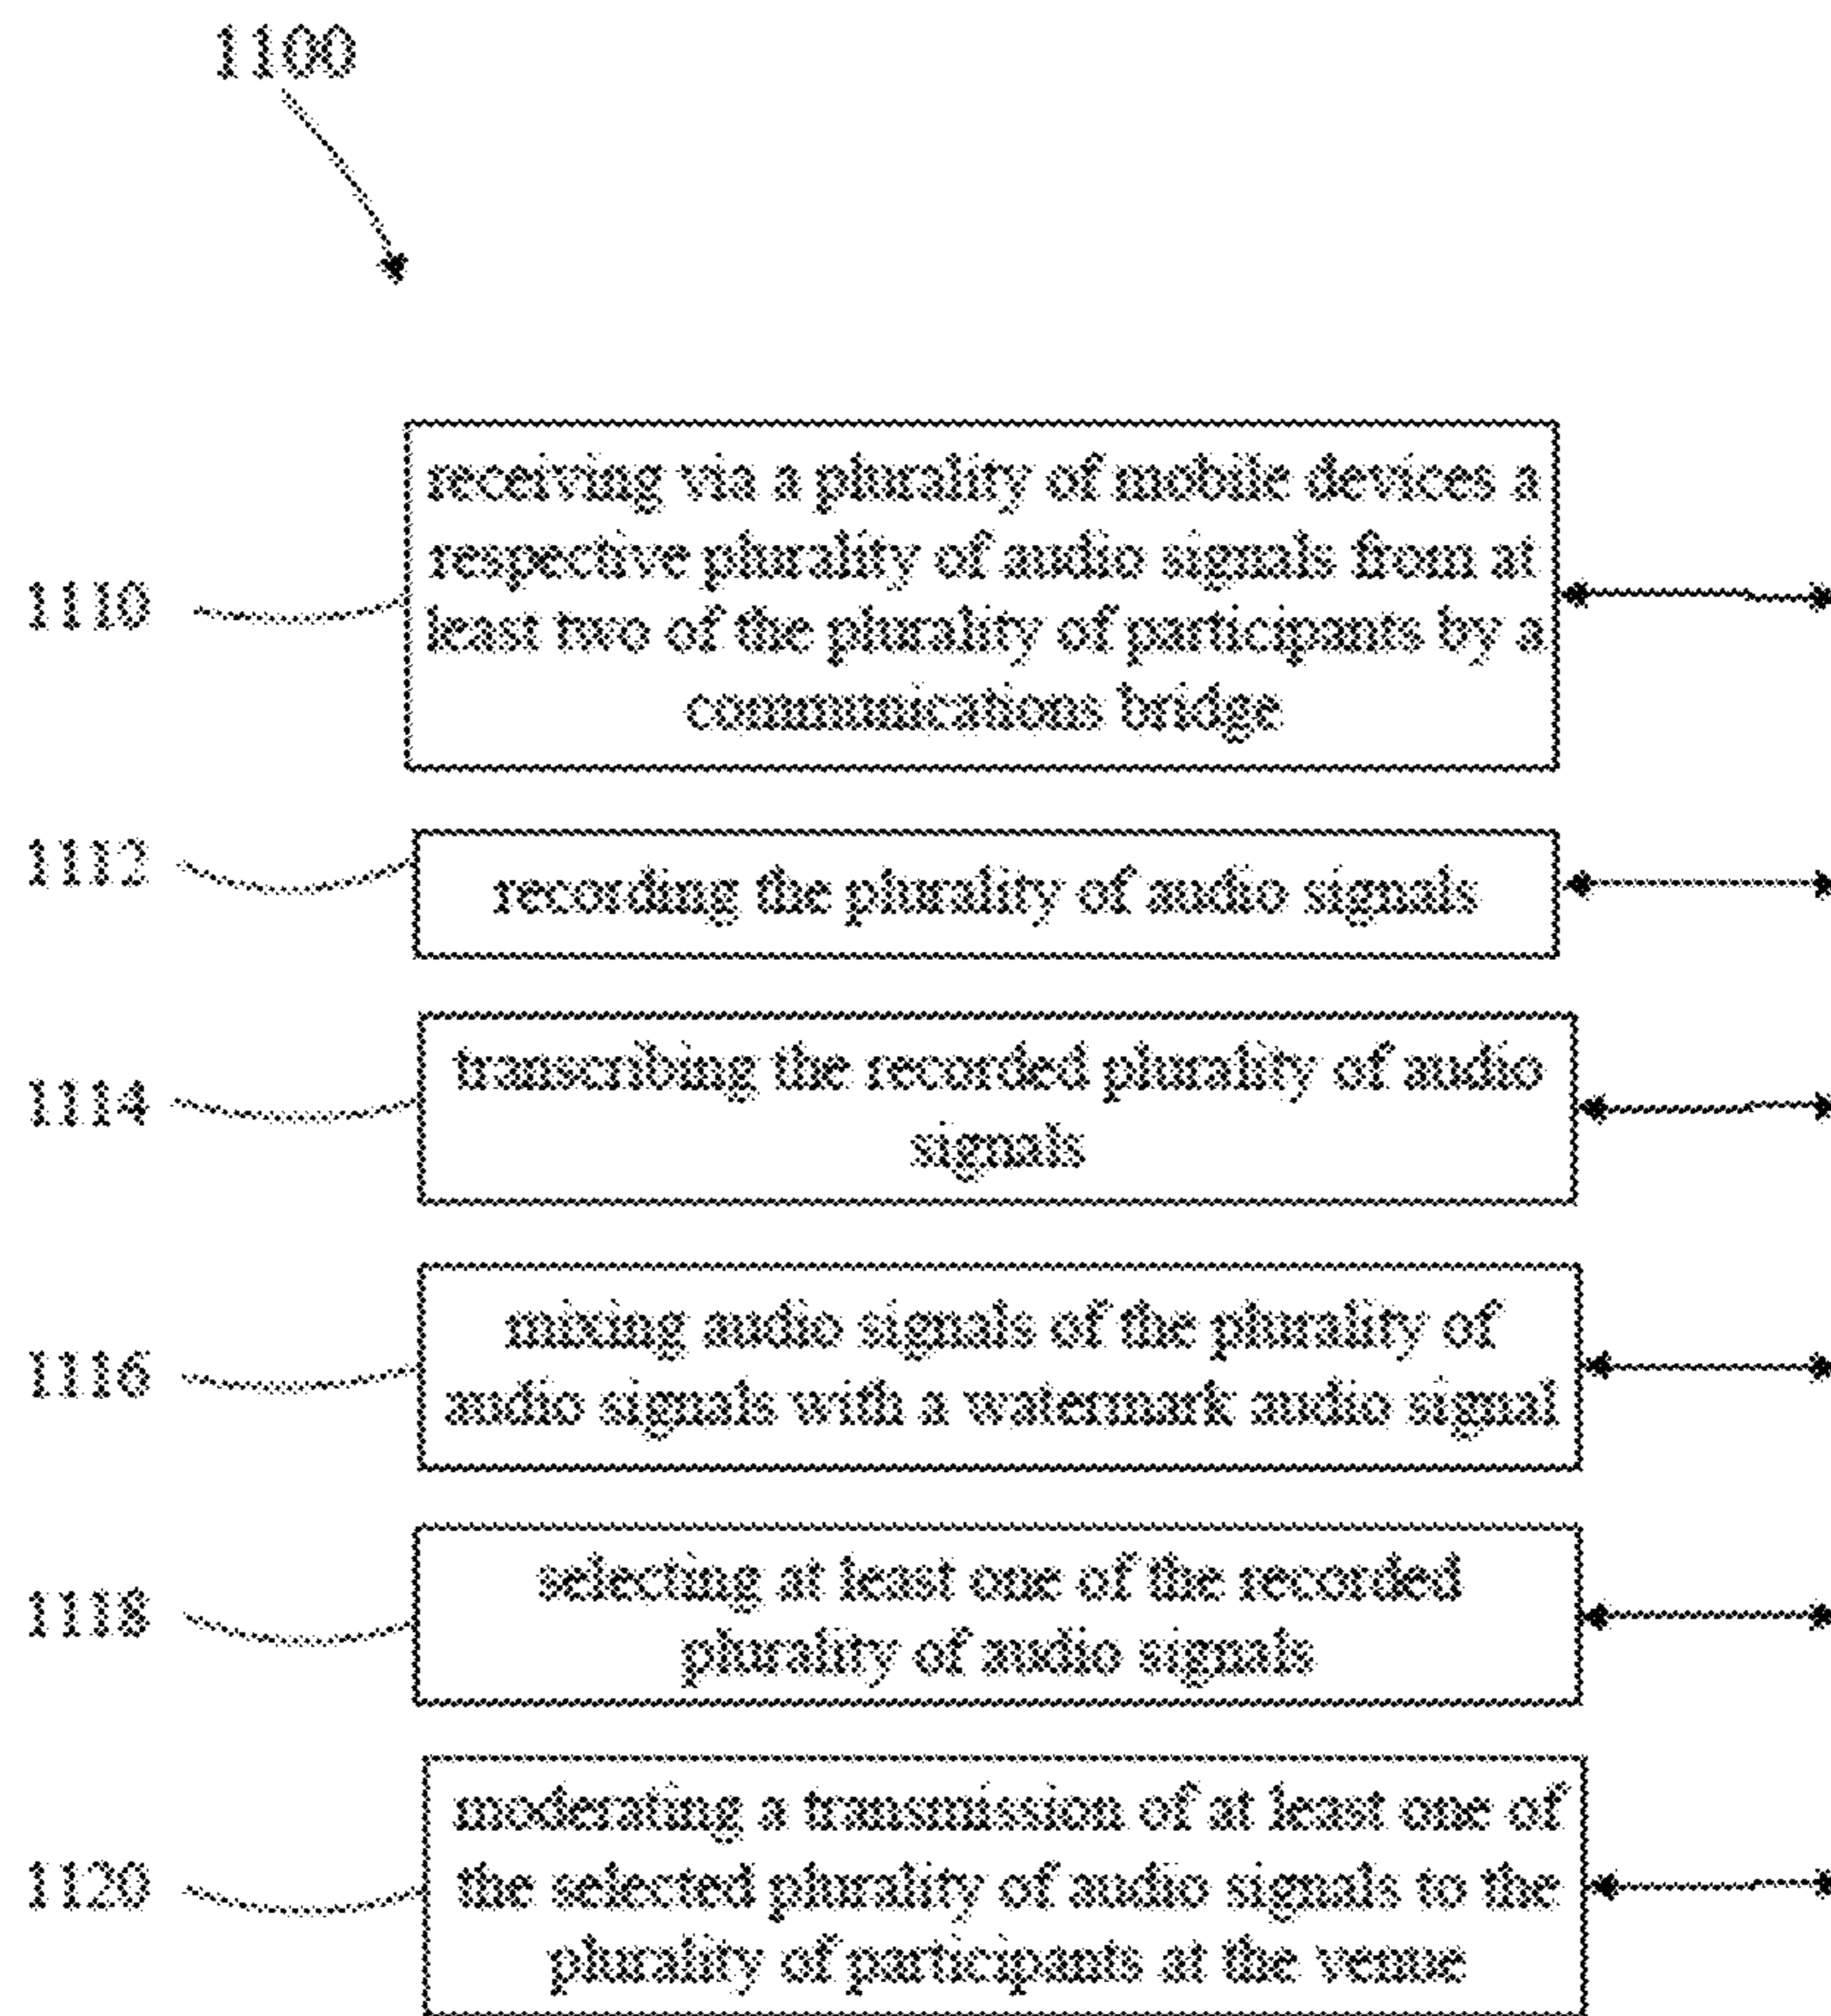 1100
receiving via a plurality of mobile devices a
respective plurality of audio signals from at
1110
least two of the plurality of participants by a
communications bridge
1112
recording the plurality of audio signals
transcribing the recorded plurality of audio
1114
signals
mixing audio signals of the plurality of
1116
audio signals with a watermark audio signal
selecting at least one of the recorded
1118
plurality of audio signals
moderating a transmission of at least one of
1120
the selected plurality of audio signals to the
plurality of participants at the venue